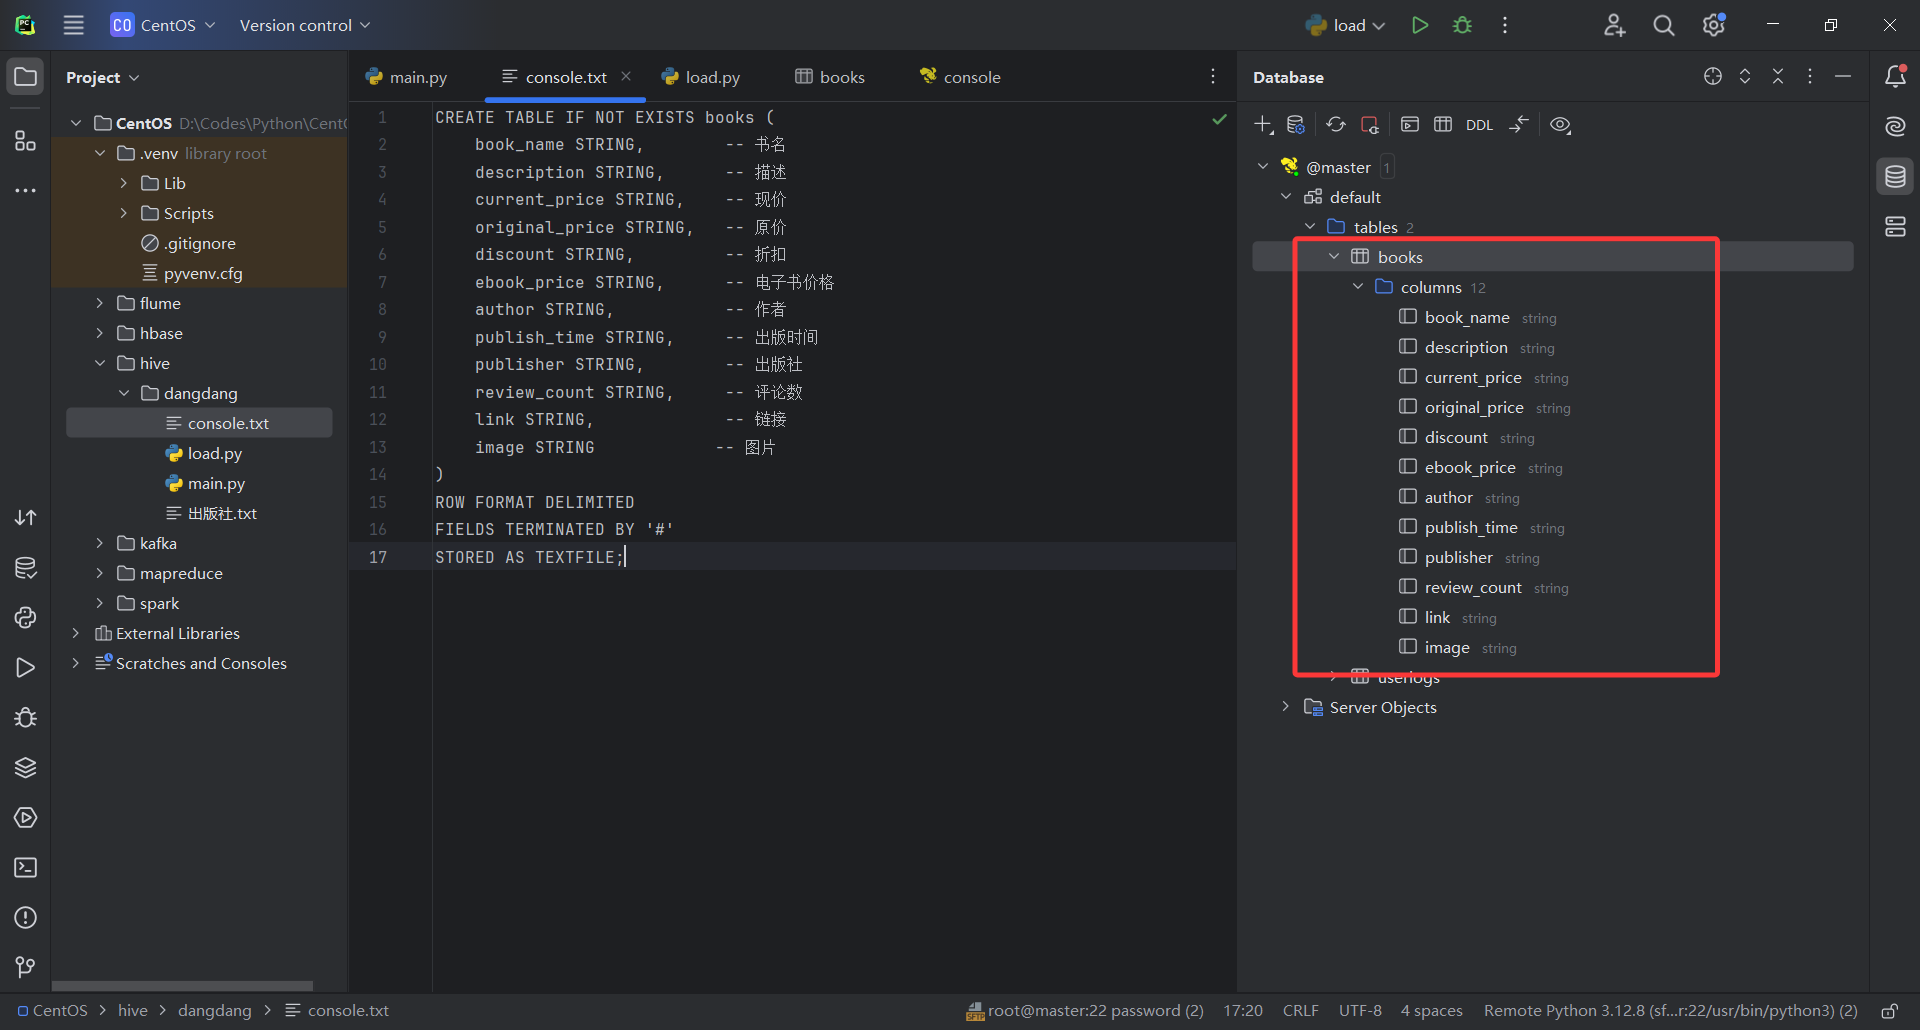 CO CentOS Version control load
Project
CentOS D:\Codes\Python\Cent
.venv library root
Lib
Scripts
.gitignore
pyvenv.cfg
flume
hbase
hive
dangdang
console.txt
load.py
main.py
出版社.txt
kafka
mapreduce
spark
External Libraries
Scratches and Consoles
main.py console.txt load.py books console
1 CREATE TABLE IF NOT EXISTS books (
2 book_name STRING, -- 书名
3 description STRING, -- 描述
4 current_price STRING, -- 现价
5 original_price STRING, -- 原价
6 discount STRING, -- 折扣
7 ebook_price STRING, -- 电子书价格
8 author STRING, -- 作者
9 publish_time STRING, -- 出版时间
10 publisher STRING, -- 出版社
11 review_count STRING, -- 评论数
12 link STRING, -- 链接
13 image STRING -- 图片
14 )
15 ROW FORMAT DELIMITED
16 FIELDS TERMINATED BY '#'
17 STORED AS TEXTFILE;
Database
DDL
@master 1
default
tables 2
books
columns 12
book_name string
description string
current_price string
original_price string
discount string
ebook_price string
author string
publish_time string
publisher string
review_count string
link string
image string
userlogs
Server Objects
CentOS hive dangdang console.txt
SFTP root@master:22 password (2) 17:20 CRLF UTF-8 4 spaces Remote Python 3.12.8 (sf...r:22/usr/bin/python3) (2)